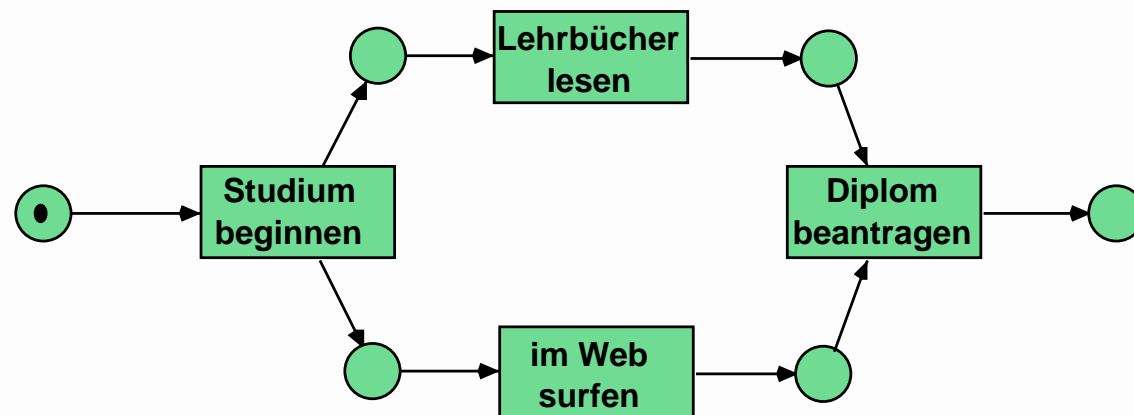 Lehrbücher
lesen
Studium
beginnen
Diplom
beantragen
im Web
surfen